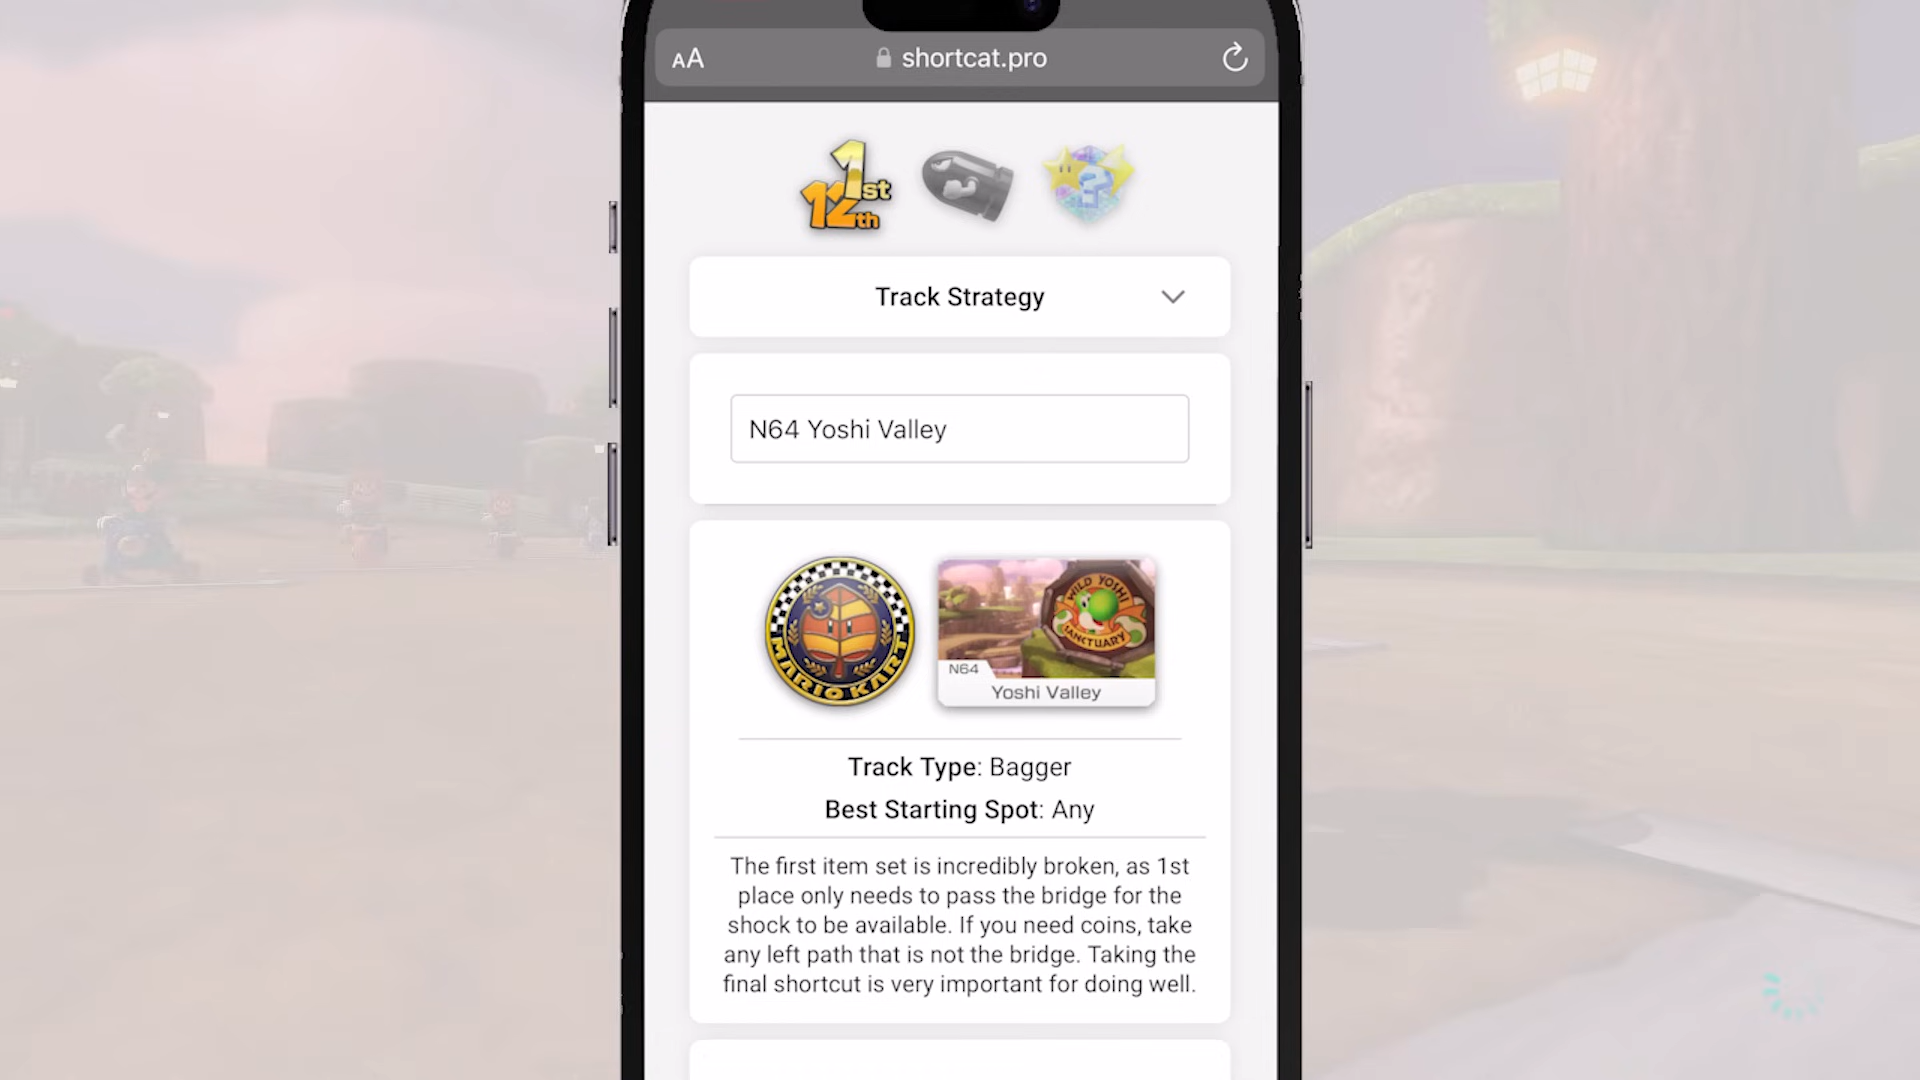 AA
shortcat.pro
1st
12th
Track Strategy
N64 Yoshi Valley
WILD YOSHI
SANCTUARY
MARIO KART
N64
Yoshi Valley
Track Type: Bagger
Best Starting Spot: Any
The first item set is incredibly broken, as 1st
place only needs to pass the bridge for the
shock to be available. If you need coins, take
any left path that is not the bridge. Taking the
final shortcut is very important for doing well.